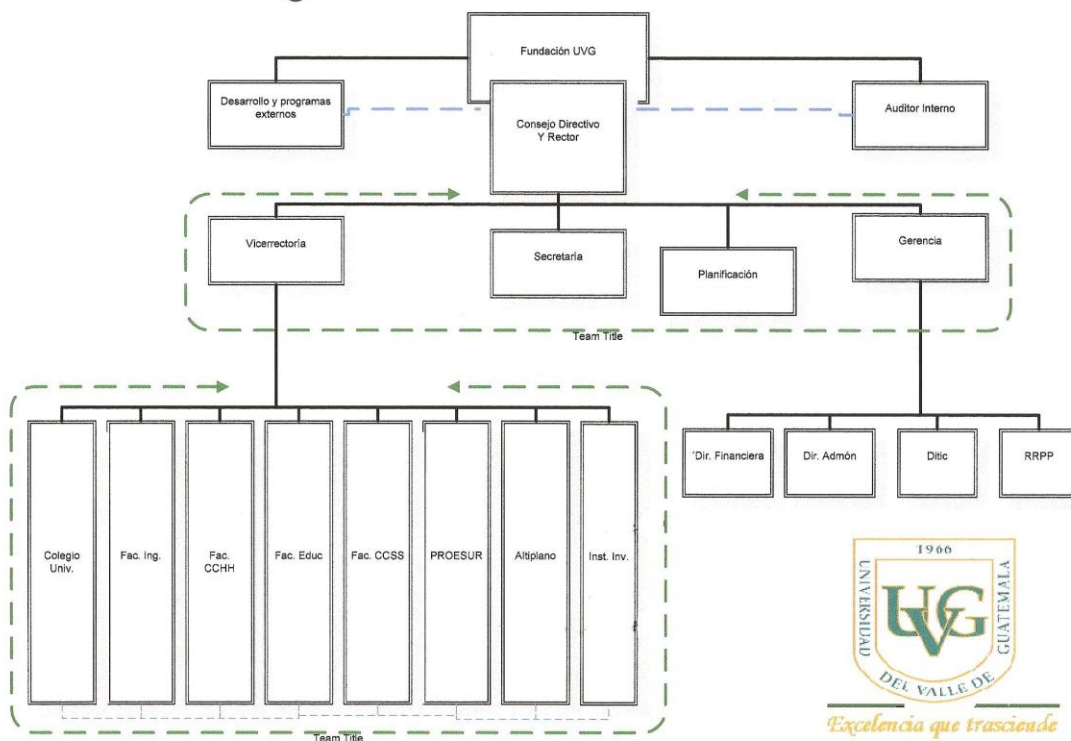 Fundación UVG
Desarrollo y programas
externos
Auditor Interno
Consejo Directivo
Y Rector
Vicerrectoría
Secretaría
Planificación
Gerencia
Team Title
Dir. Financiera
Dir. Admón
Ditic
RRPP
Colegio
Univ.
Fac. Ing.
Fac.
CCHH
Fac. Educ
Fac. CCSS
PROESUR
Altiplano
Inst. Inv.
Team Title
1966
UNIVERSIDAD
UVG
GUATEMALA
DEL VALLE DE
Excelencia que trasciende